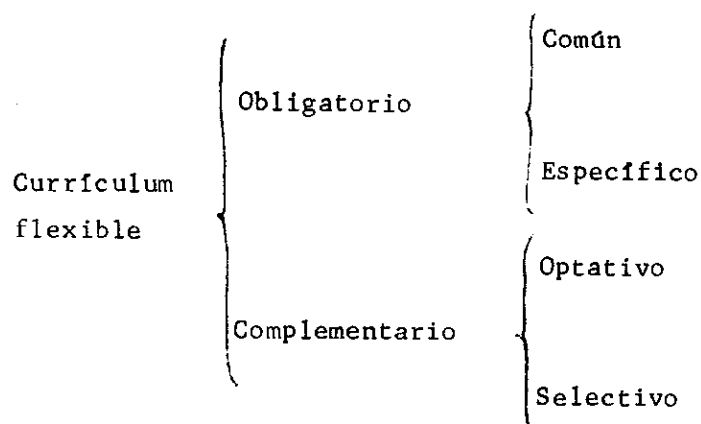 Común
Obligatorio
Específico
Currículum
flexible
Optativo
Complementario
Selectivo